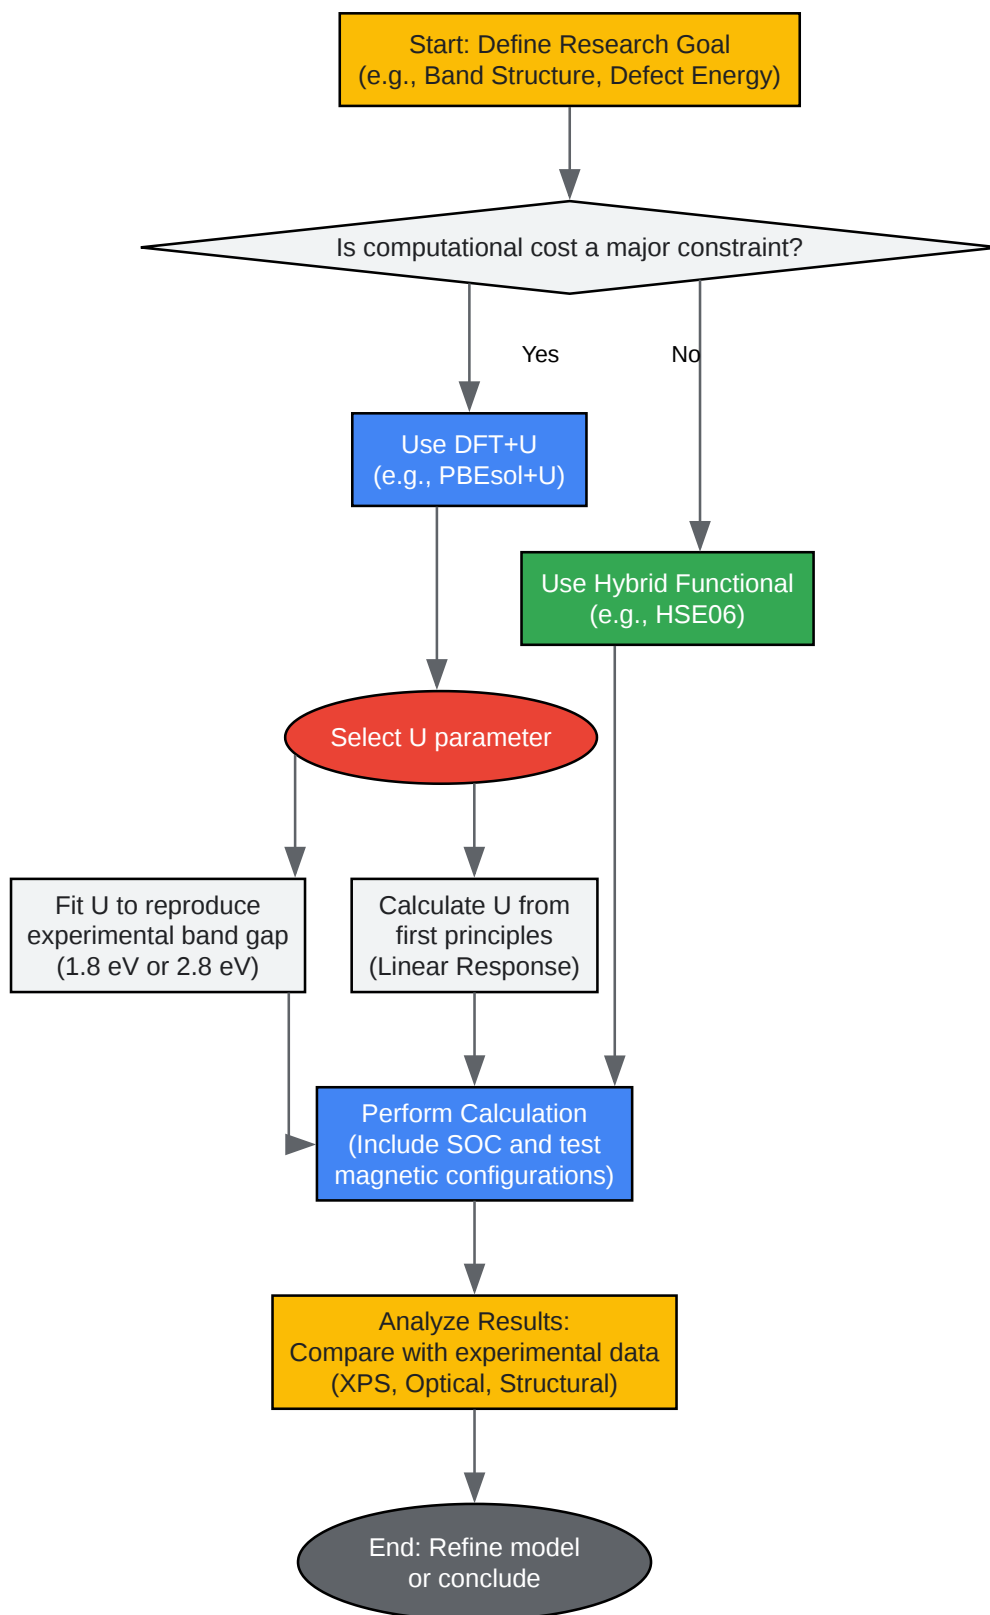 Start: Define Research Goal
(e.g., Band Structure, Defect Energy)
Is computational cost a major constraint?
Yes
No
Use DFT+U
(e.g., PBEsol+U)
Use Hybrid Functional
(e.g., HSE06)
Select U parameter
Fit U to reproduce
experimental band gap
(1.8 eV or 2.8 eV)
Calculate U from
first principles
(Linear Response)
Perform Calculation
(Include SOC and test
magnetic configurations)
Analyze Results:
Compare with experimental data
(XPS, Optical, Structural)
End: Refine model
or conclude